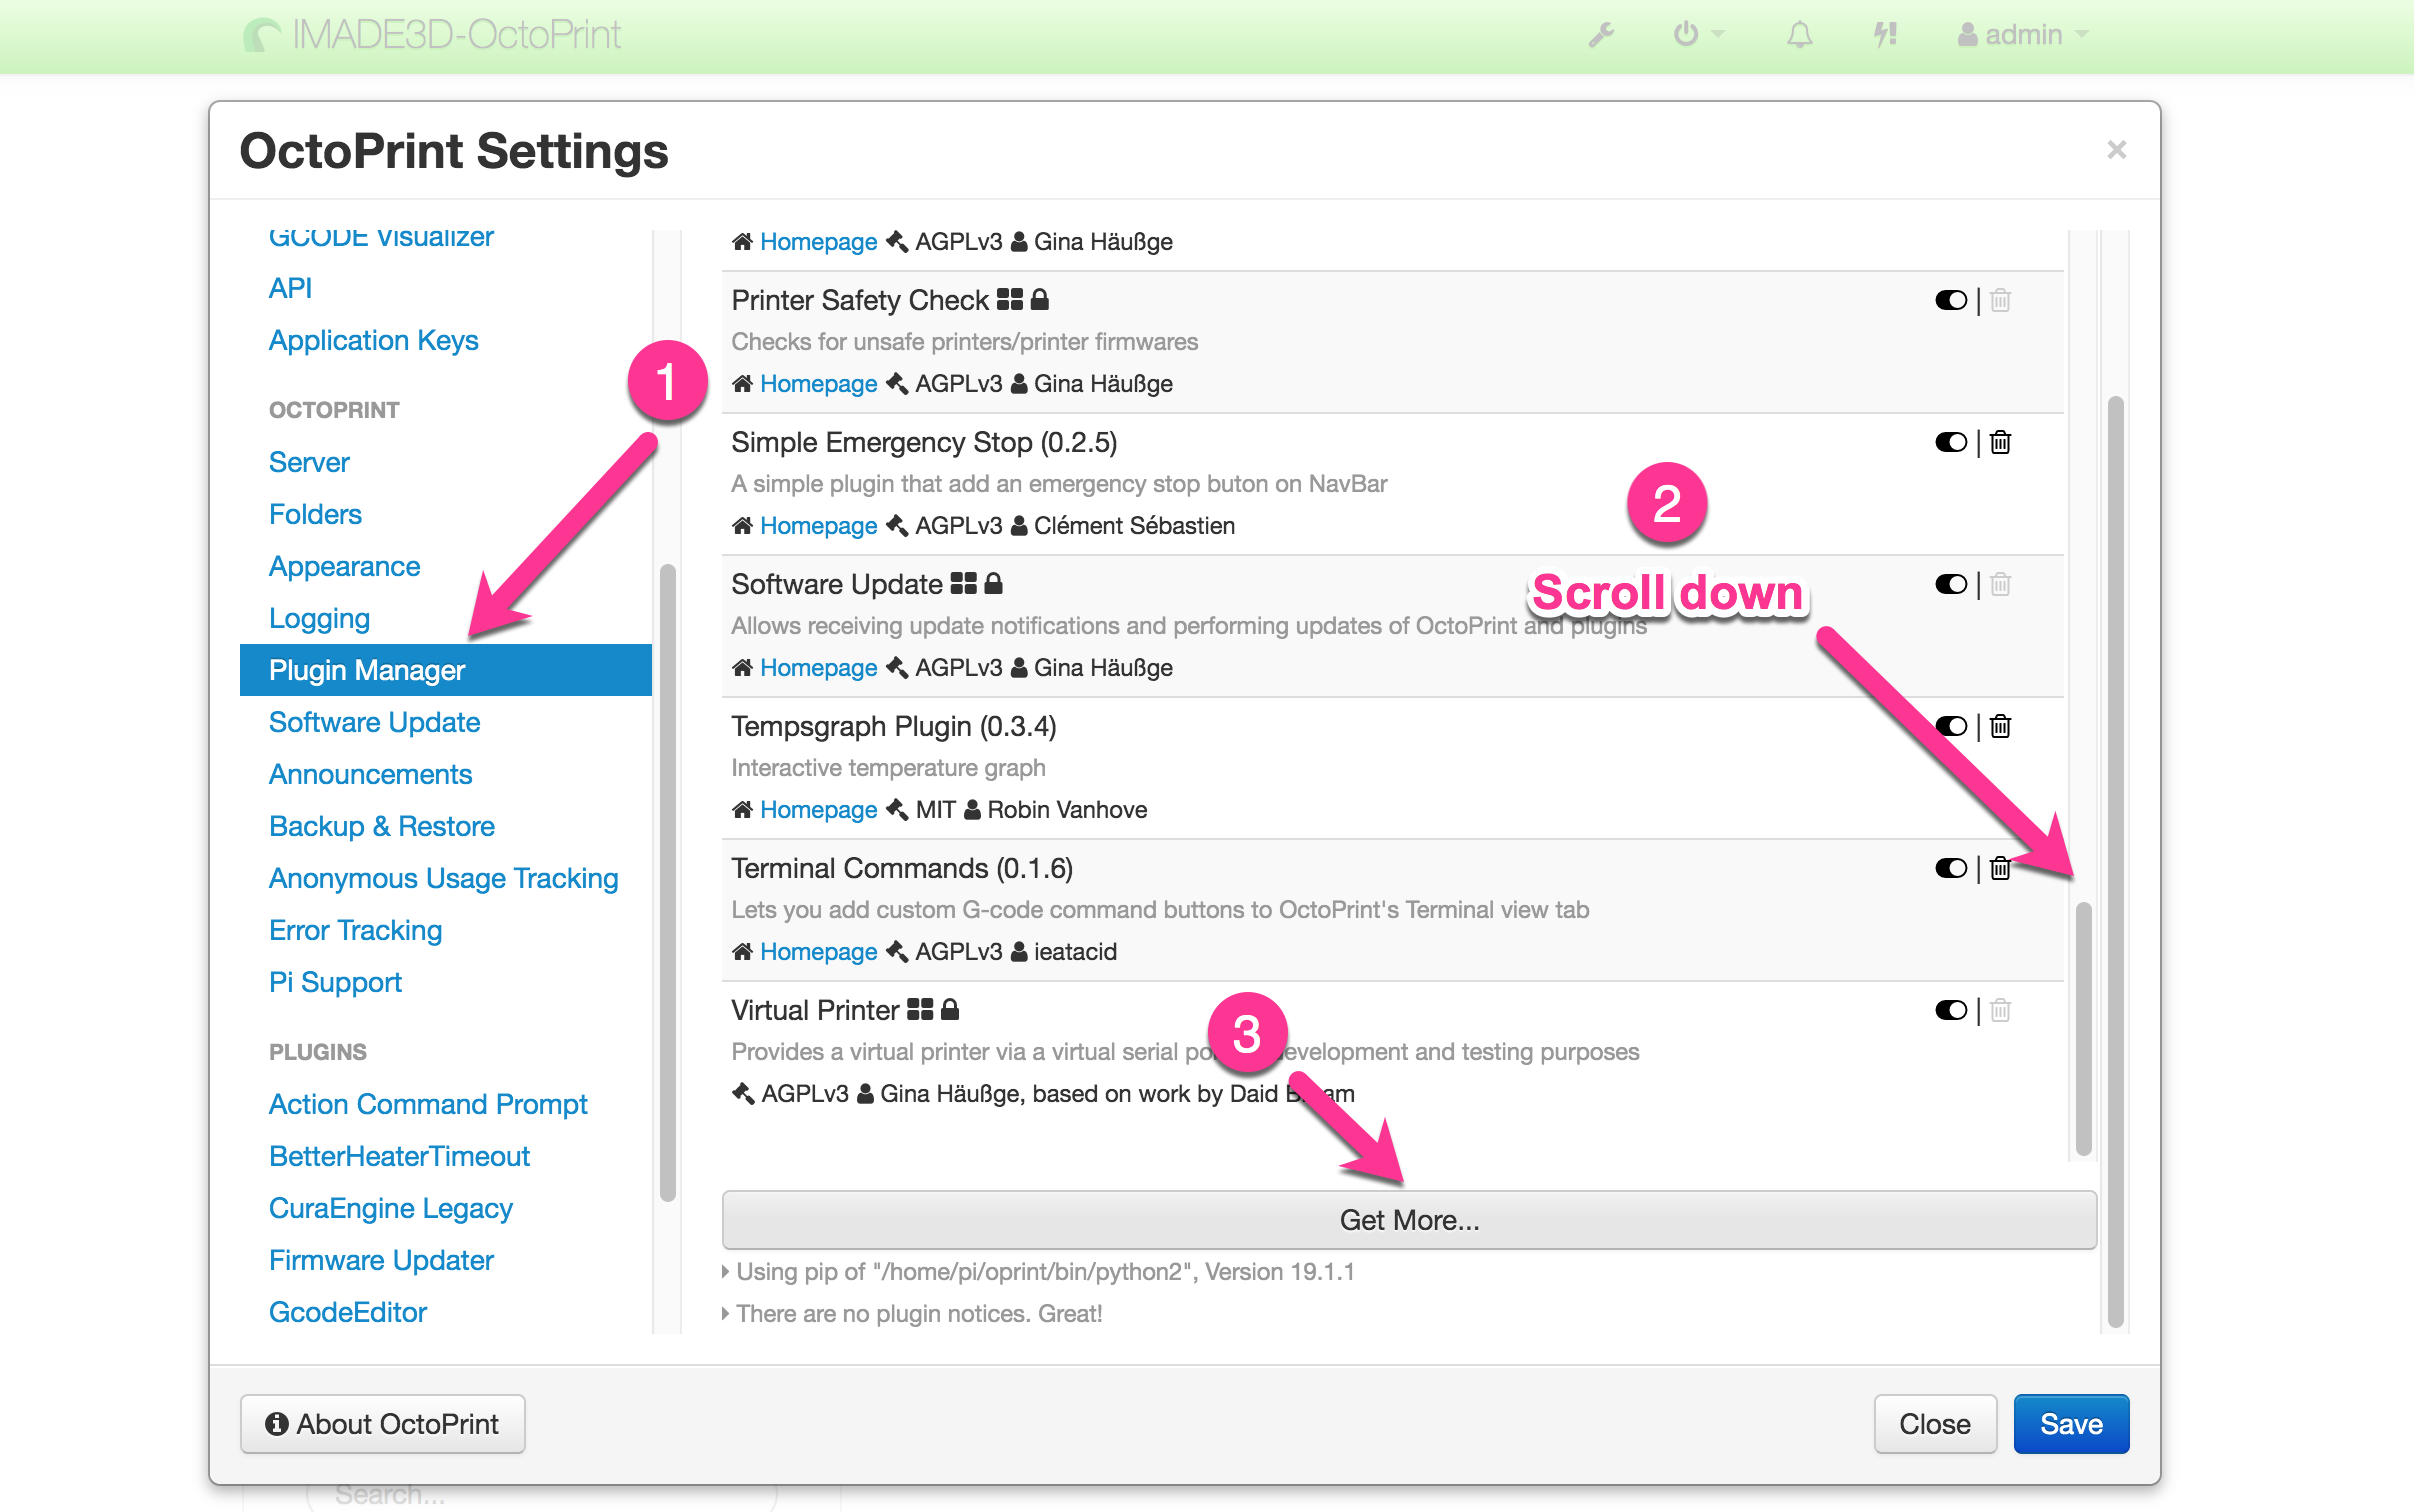 IMADE3D-OctoPrint
admin
OctoPrint Settings
×
GCODE Visualizer
API
Application Keys
OCTOPRINT
Server
Folders
Appearance
Logging
Plugin Manager
Software Update
Announcements
Backup & Restore
Anonymous Usage Tracking
Error Tracking
Pi Support
PLUGINS
Action Command Prompt
BetterHeaterTimeout
CuraEngine Legacy
Firmware Updater
GcodeEditor
1
Homepage AGPLv3 Gina Häußge
Printer Safety Check
Checks for unsafe printers/printer firmwares
Homepage AGPLv3 Gina Häußge
Simple Emergency Stop (0.2.5)
A simple plugin that add an emergency stop buton on NavBar
Homepage AGPLv3 Clément Sébastien
2
Scroll down
Software Update
Allows receiving update notifications and performing updates of OctoPrint and plugins
Homepage AGPLv3 Gina Häußge
Tempsgraph Plugin (0.3.4)
Interactive temperature graph
Homepage MIT Robin Vanhove
Terminal Commands (0.1.6)
Lets you add custom G-code command buttons to OctoPrint's Terminal view tab
Homepage AGPLv3 ieatacid
Virtual Printer
3
Provides a virtual printer via a virtual serial development and testing purposes
AGPLv3 Gina Häußge, based on work by Daid
Get More...
Using pip of "/home/pi/oprint/bin/python2", Version 19.1.1
There are no plugin notices. Great!
About OctoPrint
Close
Save
Search...